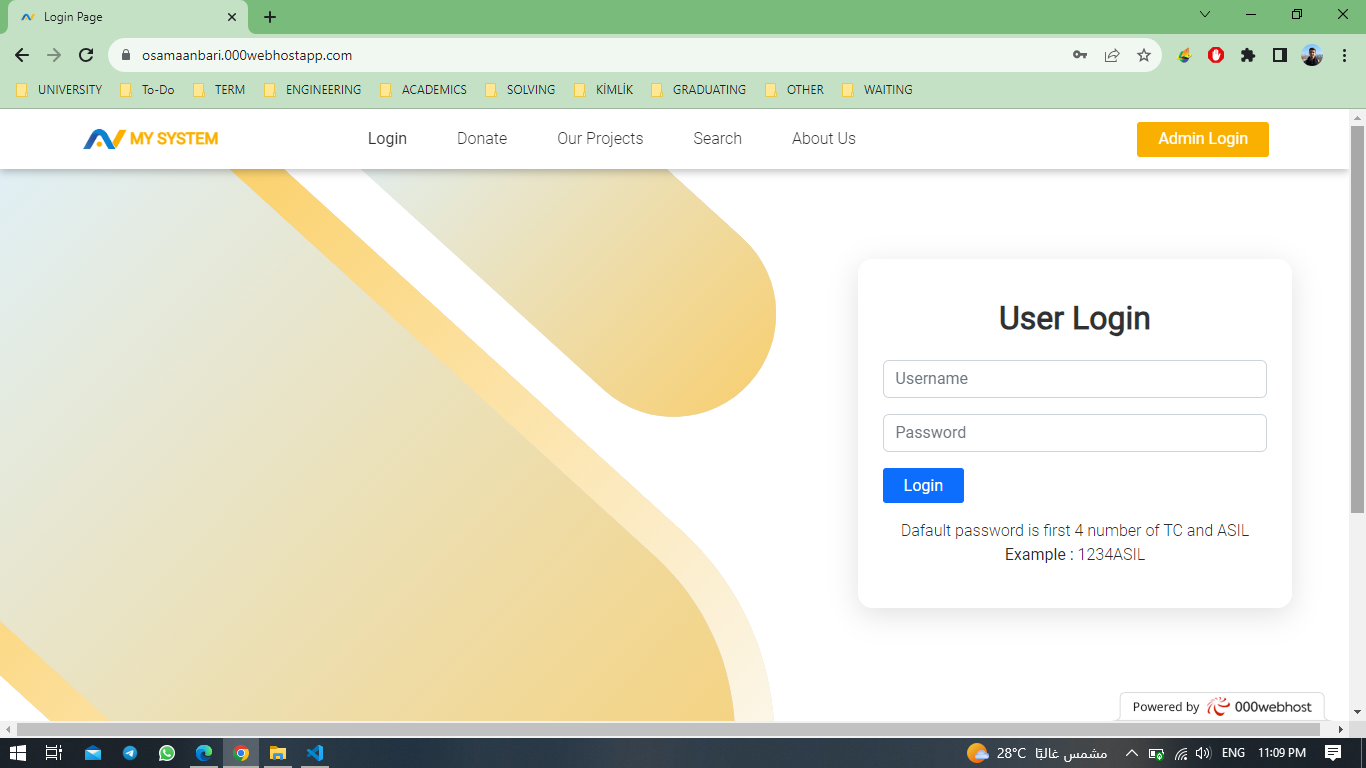 Login Page
osamaanbari.000webhostapp.com
UNIVERSITY To-Do TERM ENGINEERING ACADEMICS SOLVING KİMLİK GRADUATING OTHER WAITING
MY SYSTEM Login Donate Our Projects Search About Us Admin Login
User Login
Username
Password
Login
Dafault password is first 4 number of TC and ASIL
Example : 1234ASIL
Powered by 000webhost
28°C مشمس غالبًا ENG 11:09 PM